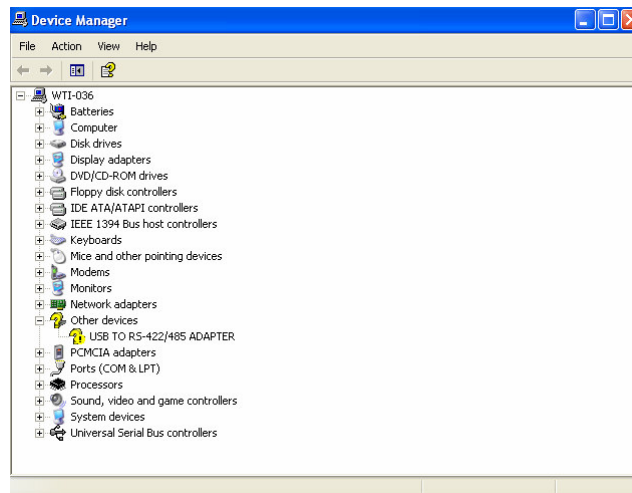 Device Manager
File Action View Help
WTI-036
Batteries
Computer
Disk drives
Display adapters
DVD/CD-ROM drives
Floppy disk controllers
IDE ATA/ATAPI controllers
IEEE 1394 Bus host controllers
Keyboards
Mice and other pointing devices
Modems
Monitors
Network adapters
Other devices
USB TO RS-422/485 ADAPTER
PCMCIA adapters
Ports (COM & LPT)
Processors
Sound, video and game controllers
System devices
Universal Serial Bus controllers